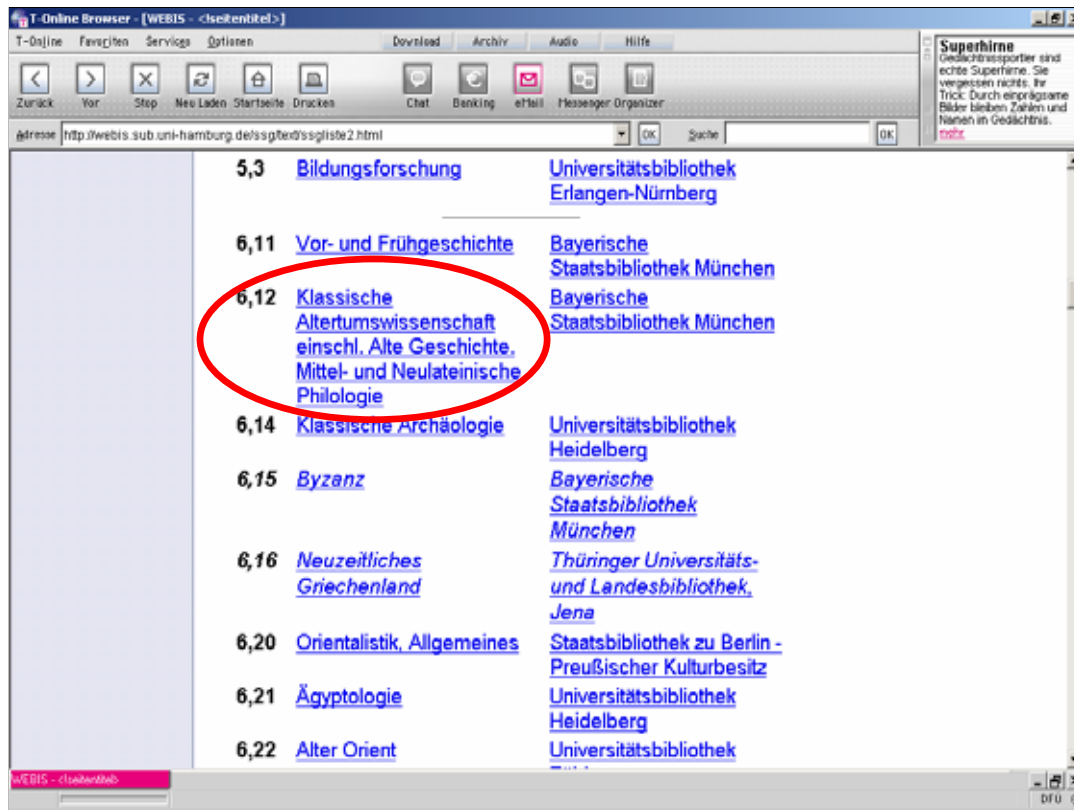 T-Online Browser - [WEBIS - <lseitentitel>]
T-Online Favoriten Services Optionen Download Archiv Audio Hilfe
Zurück Vor Stop Neu Laden Startseite Drucken Chat Banking eMail Messenger Organizer
Superhirne
Gedächtnissportler sind
echte Superhirne. Sie
vergessen nichts. Ihr
Trick: Durch einprägsame
Bilder bleiben Zahlen und
Namen im Gedächtnis.
mehr
Adresse http://webis.sub.uni-hamburg.de/ssg/text/ssgliste2.html OK Suche OK
5,3 Bildungsforschung Universitätsbibliothek
Erlangen-Nürnberg
6,11 Vor- und Frühgeschichte Bayerische
Staatsbibliothek München
6,12 Klassische Bayerische
Altertumswissenschaft Staatsbibliothek München
einschl. Alte Geschichte.
Mittel- und Neulateinische
Philologie
6,14 Klassische Archäologie Universitätsbibliothek
Heidelberg
6,15 Byzanz Bayerische
Staatsbibliothek
München
6,16 Neuzeitliches Thüringer Universitäts-
Griechenland und Landesbibliothek,
Jena
6,20 Orientalistik, Allgemeines Staatsbibliothek zu Berlin -
Preußischer Kulturbesitz
6,21 Ägyptologie Universitätsbibliothek
Heidelberg
6,22 Alter Orient Universitätsbibliothek
WEBIS - <lseitentitel>
DFÜ